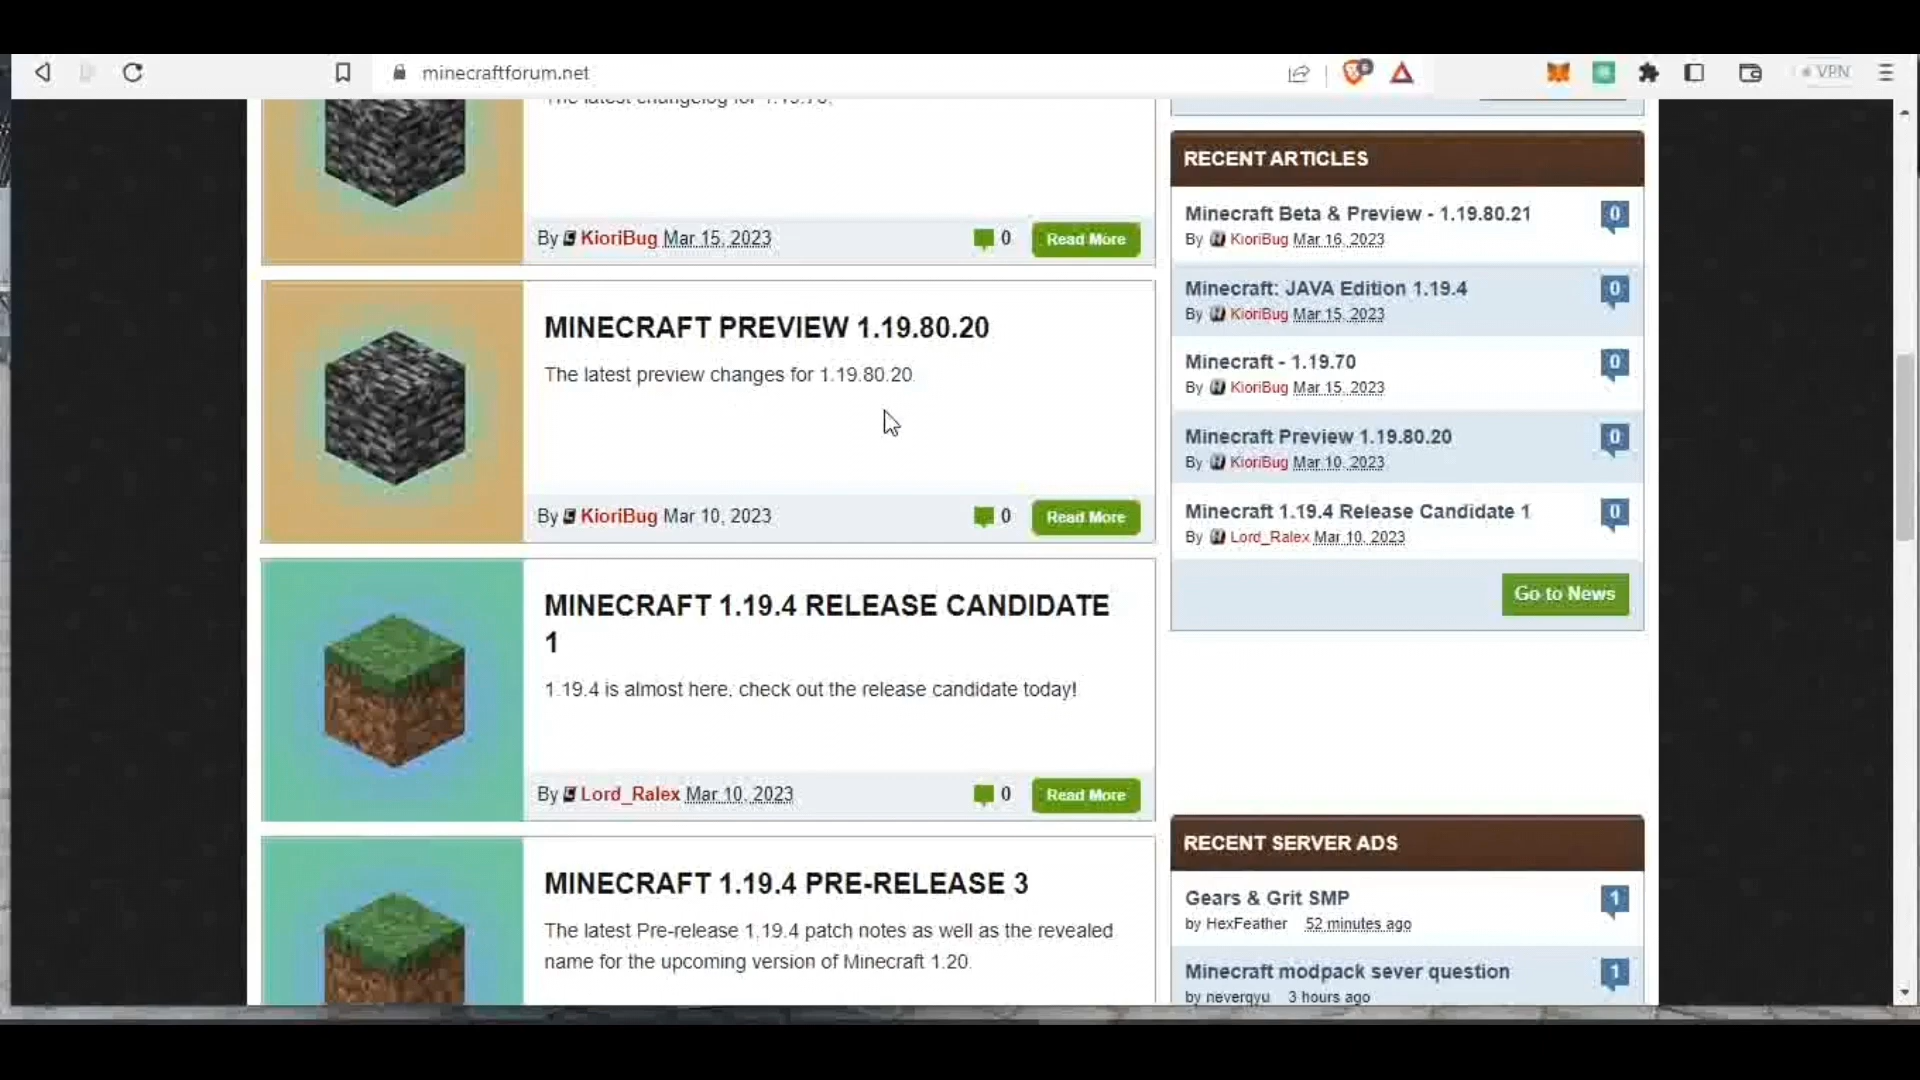 minecraftforum.net
VPN
The latest changelog for 1.19.70.
By KioriBug Mar 15, 2023
0
Read More
MINECRAFT PREVIEW 1.19.80.20
The latest preview changes for 1.19.80.20.
By KioriBug Mar 10, 2023
0
Read More
MINECRAFT 1.19.4 RELEASE CANDIDATE
1
1.19.4 is almost here, check out the release candidate today!
By Lord_Ralex Mar 10, 2023
0
Read More
MINECRAFT 1.19.4 PRE-RELEASE 3
The latest Pre-release 1.19.4 patch notes as well as the revealed
name for the upcoming version of Minecraft 1.20.
RECENT ARTICLES
Minecraft Beta & Preview - 1.19.80.21
0
By KioriBug Mar 16, 2023
Minecraft: JAVA Edition 1.19.4
0
By KioriBug Mar 15, 2023
Minecraft - 1.19.70
0
By KioriBug Mar 15, 2023
Minecraft Preview 1.19.80.20
0
By KioriBug Mar 10, 2023
Minecraft 1.19.4 Release Candidate 1
0
By Lord_Ralex Mar 10, 2023
Go to News
RECENT SERVER ADS
Gears & Grit SMP
1
by HexFeather 52 minutes ago
Minecraft modpack sever question
1
by neverqyu 3 hours ago